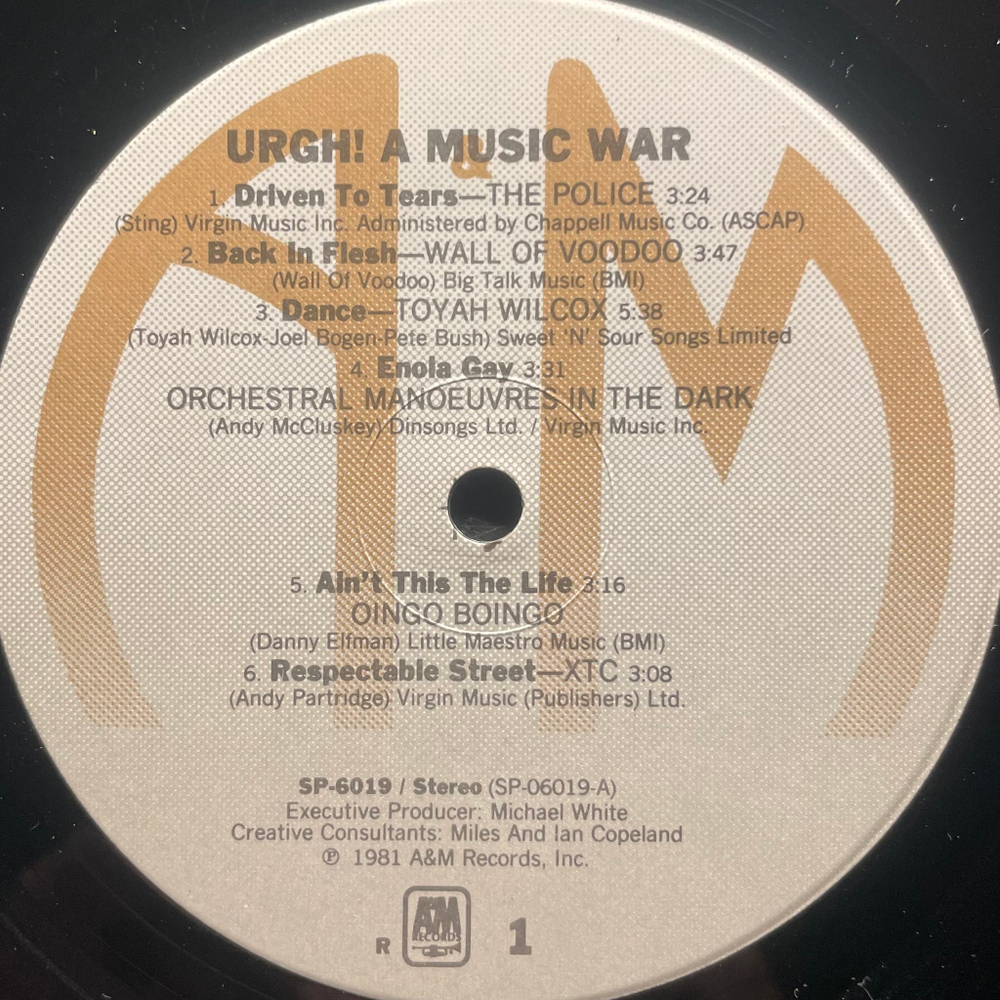 URGH! A MUSIC WAR
1. Driven To Tears—THE POLICE 3:24
(Sting) Virgin Music Inc. Administered by Chappell Music Co. (ASCAP)
2. Back In Flesh—WALL OF VOODOO 3:47
(Wall Of Voodoo) Big Talk Music (BMI)
3. Dance—TOYAH WILCOX 5:38
(Toyah Wilcox-Joel Bogen-Pete Bush) Sweet 'N' Sour Songs Limited
4. Enola Gay 3:31
ORCHESTRAL MANOEUVRES IN THE DARK
(Andy McCluskey) Dinsongs Ltd. / Virgin Music Inc.
5. Ain't This The Life 3:16
OINGO BOINGO
(Danny Elfman) Little Maestro Music (BMI)
6. Respectable Street—XTC 3:08
(Andy Partridge) Virgin Music (Publishers) Ltd.
SP-6019 / Stereo (SP-06019-A)
Executive Producer: Michael White
Creative Consultants: Miles And Ian Copeland
℗ 1981 A&M Records, Inc.
R A&M RECORDS 1